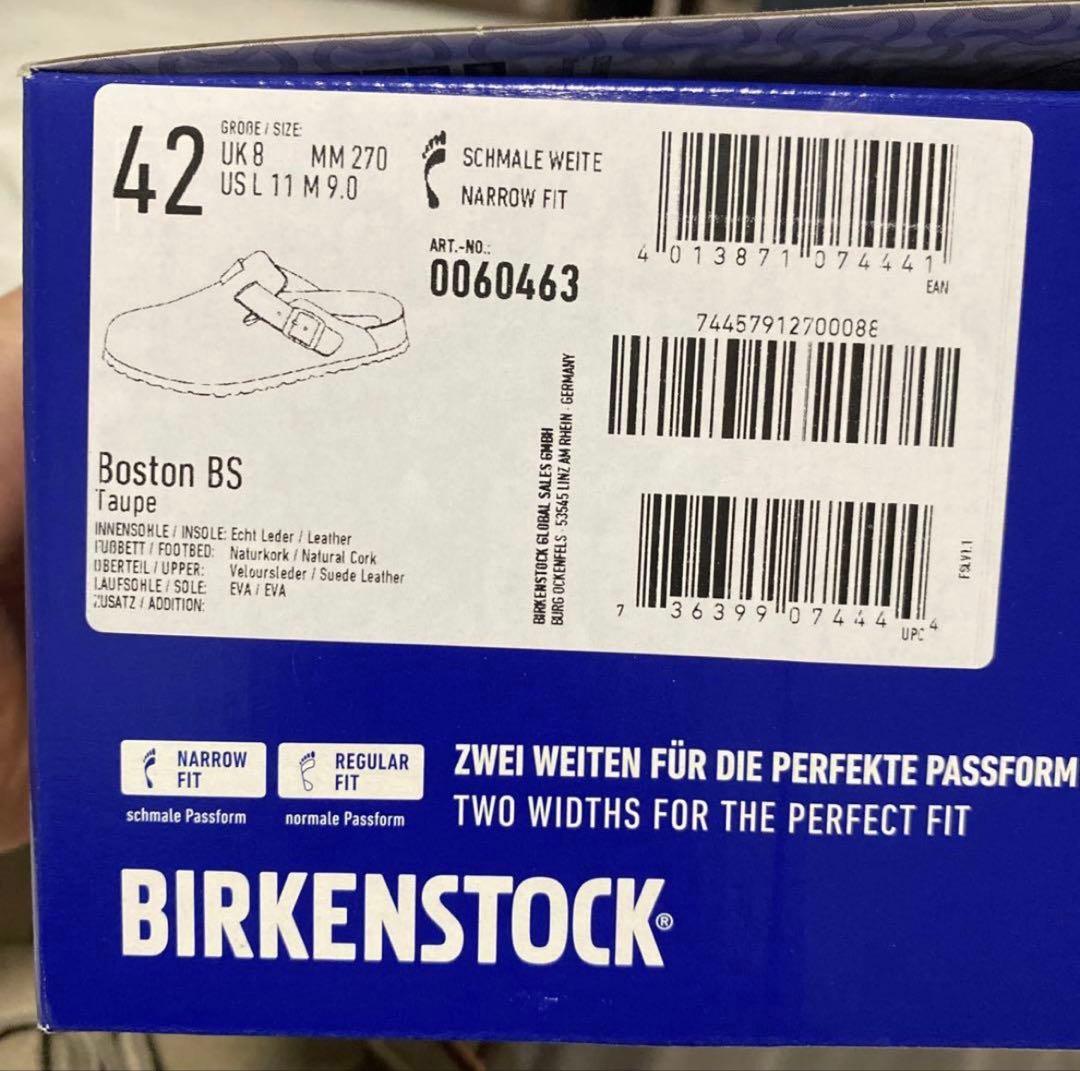 42
GRÖßE / SIZE:
UK 8 MM 270
US L 11 M 9.0
SCHMALE WEITE
NARROW FIT
ART.-NO.:
0060463
4 013871 074441
EAN
7445791270008
Boston BS
Taupe
INNENSOHLE / INSOLE: Echt Leder / Leather
FUßBETT / FOOTBED: Naturkork / Natural Cork
OBERTEIL / UPPER: Veloursleder / Suede Leather
LAUFSOHLE / SOLE: EVA / EVA
ZUSATZ / ADDITION:
BIRKENSTOCK GLOBAL SALES GMBH
BURG OCKENFELS · 53545 LINZ AM RHEIN · GERMANY
7 36399 07444 4
UPC
FSLV1.1
NARROW
FIT
schmale Passform
REGULAR
FIT
normale Passform
ZWEI WEITEN FÜR DIE PERFEKTE PASSFORM
TWO WIDTHS FOR THE PERFECT FIT
BIRKENSTOCK®